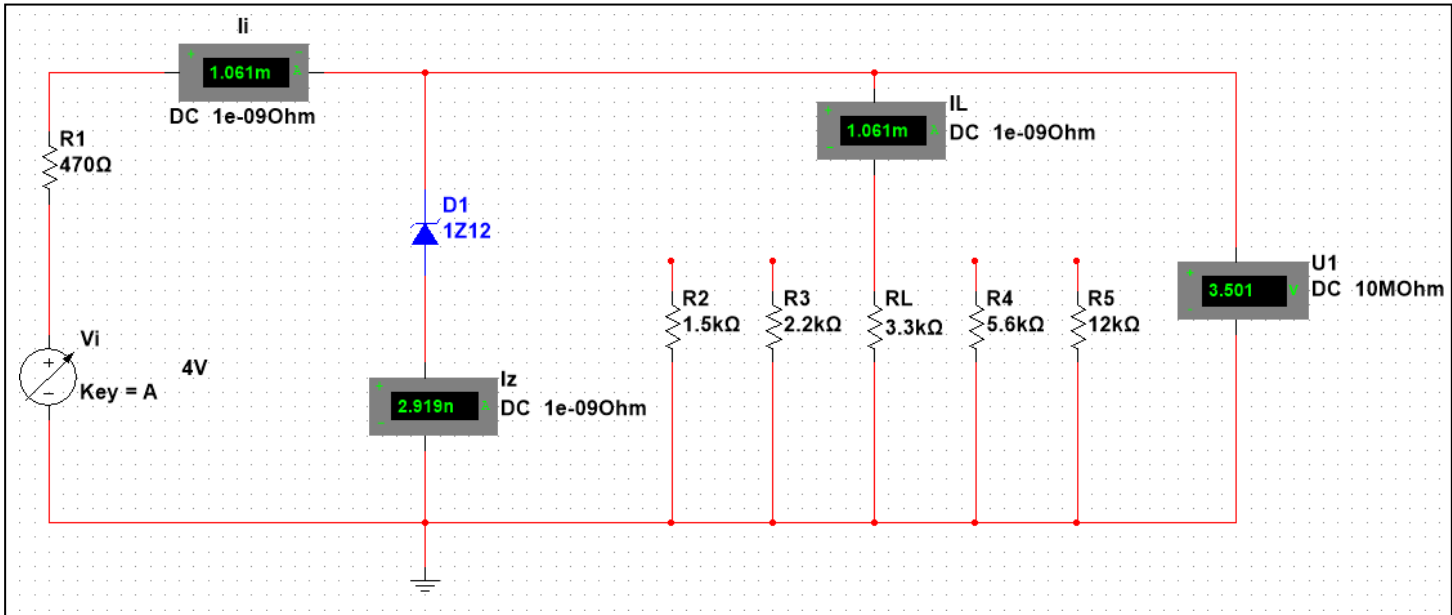 Ii
+ -
1.061m A
DC 1e-09Ohm
R1
470Ω
Vi
+
-
Key = A
4V
D1
1Z12
Iz
+
2.919n A
-
DC 1e-09Ohm
IL
+
1.061m A
-
DC 1e-09Ohm
R2
1.5kΩ
R3
2.2kΩ
RL
3.3kΩ
R4
5.6kΩ
R5
12kΩ
U1
+
3.501 V
-
DC 10MOhm